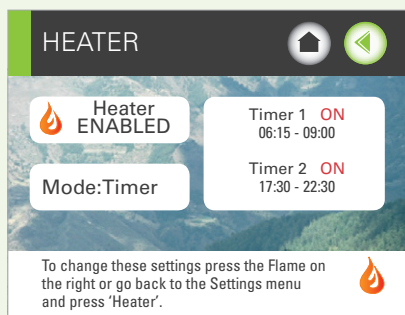 HEATER
Heater
ENABLED
Mode:Timer
Timer 1 ON
06:15 - 09:00
Timer 2 ON
17:30 - 22:30
To change these settings press the Flame on
the right or go back to the Settings menu
and press 'Heater'.